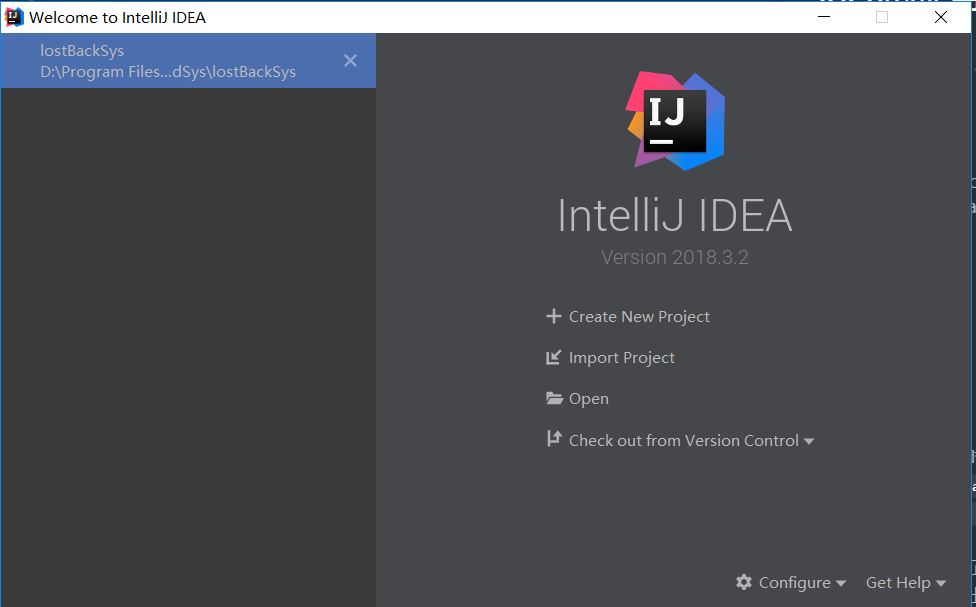 Welcome to IntelliJ IDEA
lostBackSys
D:\Program Files...dSys\lostBackSys
IJ
IntelliJ IDEA
Version 2018.3.2
Create New Project
Import Project
Open
Check out from Version Control
Configure
Get Help